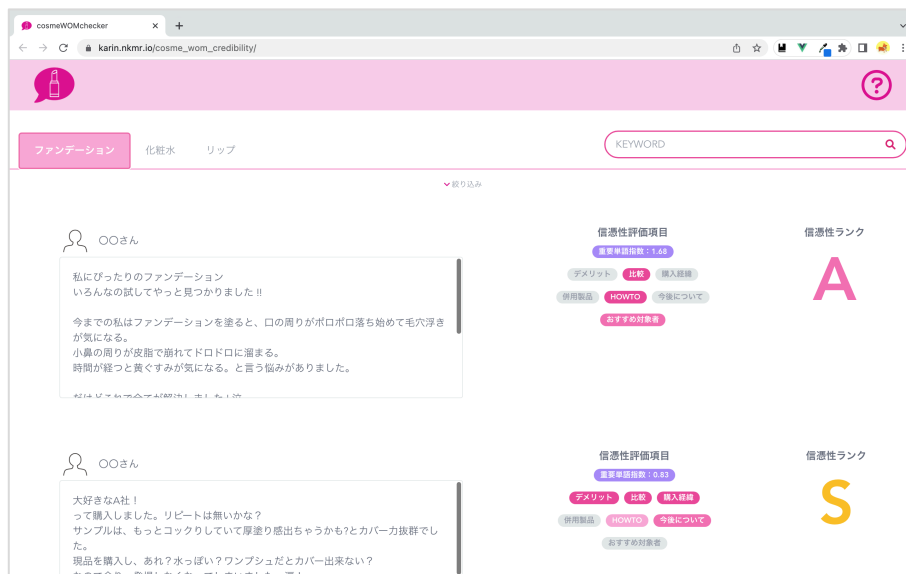 cosmeWOMchecker
karin.nkmr.io/cosme_wom_credibility/
ファンデーション
化粧水
リップ
KEYWORD
絞り込み
〇〇さん
私にぴったりのファンデーション
いろんなの試してやっと見つかりました!!
今までの私はファンデーションを塗ると、口の周りがポロポロ落ち始めて毛穴浮き
が気になる。
小鼻の周りが皮脂で崩れてドロドロに溜まる。
時間が経つと黄ぐすみが気になる。と言う悩みがありました。
信憑性評価項目
重要単語指数:1.68
デメリット 比較 購入経緯
併用製品 HOWTO 今後について
おすすめ対象者
信憑性ランク
A
〇〇さん
大好きなA社!
って購入しました。リピートは無いかな?
サンプルは、もっとコックリしていて厚塗り感出ちゃうかも?とカバー力抜群でし
た。
現品を購入し、あれ?水っぽい?ワンプシュだとカバー出来ない?
信憑性評価項目
重要単語指数:0.83
デメリット 比較 購入経緯
併用製品 HOWTO 今後について
おすすめ対象者
信憑性ランク
S